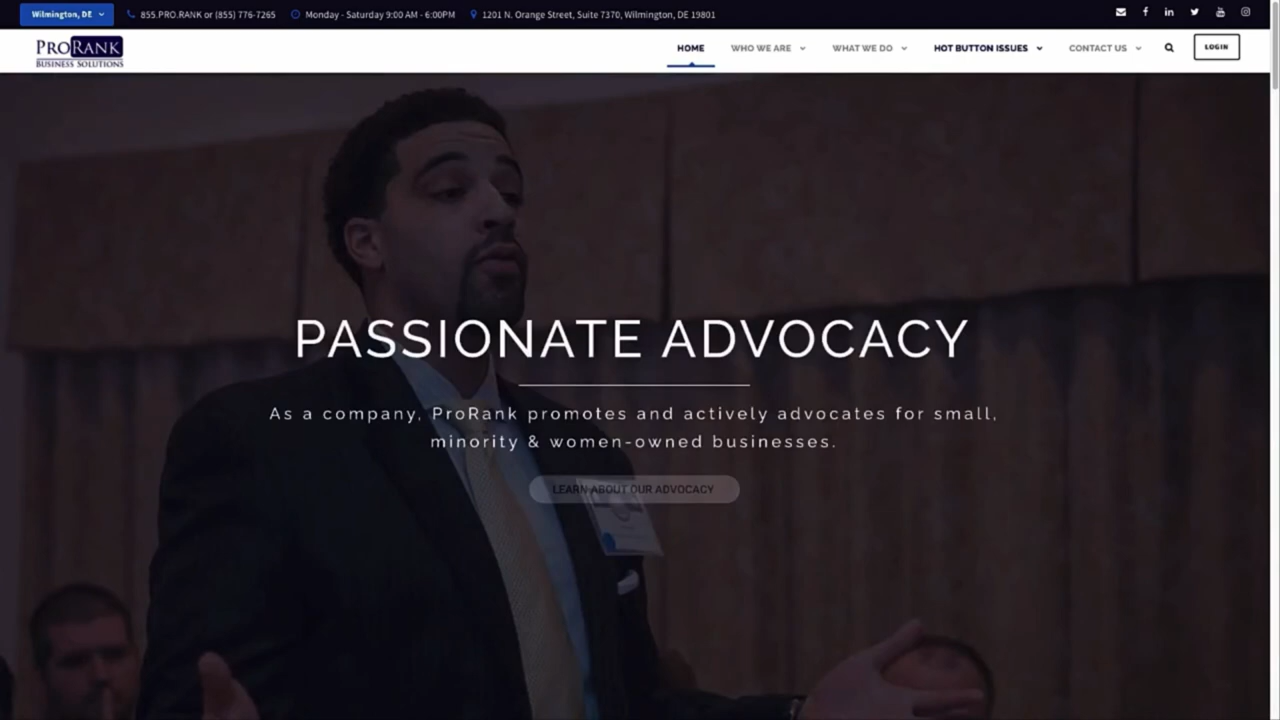 Wilmington, DE 855.PRO.RANK or (855) 776-7265 Monday - Saturday 9:00 AM - 6:00PM 1201 N. Orange Street, Suite 7370, Wilmington, DE 19801
PRORANK
BUSINESS SOLUTIONS
HOME WHO WE ARE WHAT WE DO HOT BUTTON ISSUES CONTACT US LOGIN
PASSIONATE ADVOCACY
As a company, ProRank promotes and actively advocates for small,
minority & women-owned businesses.
LEARN ABOUT OUR ADVOCACY